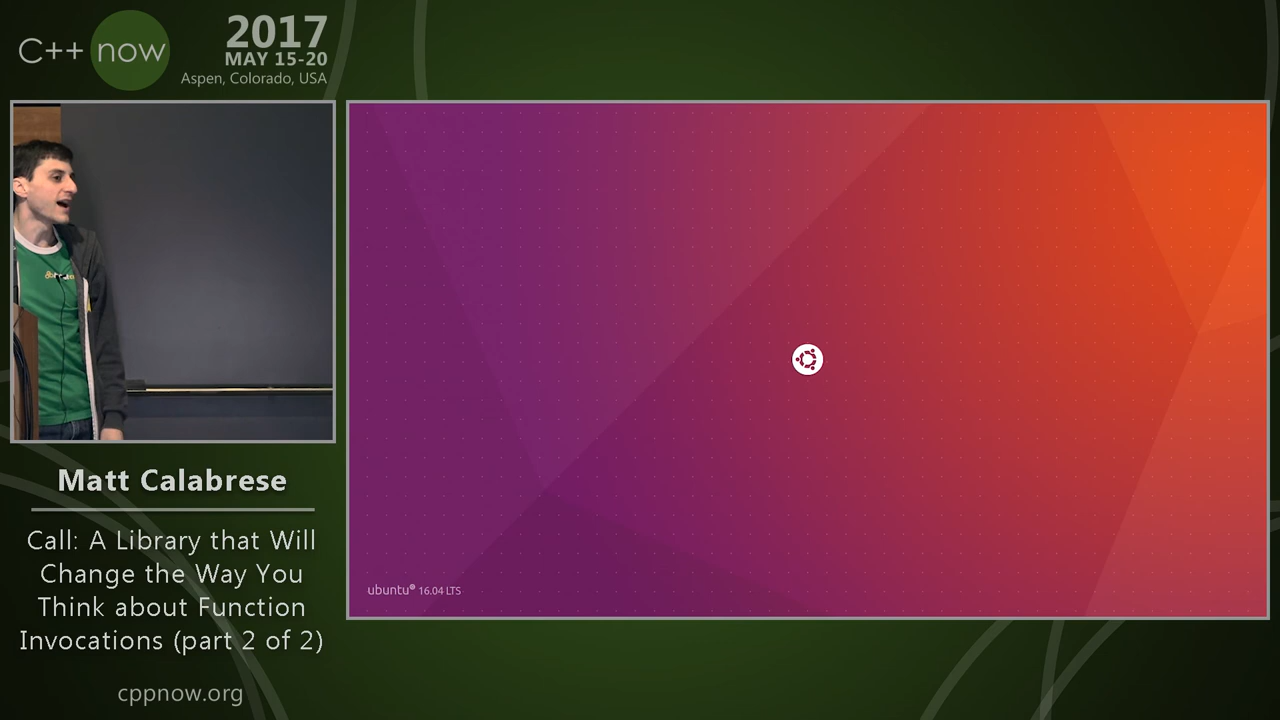 C++ now
2017
MAY 15-20
Aspen, Colorado, USA
ubuntu® 16.04 LTS
Matt Calabrese
Call: A Library that Will
Change the Way You
Think about Function
Invocations (part 2 of 2)
cppnow.org